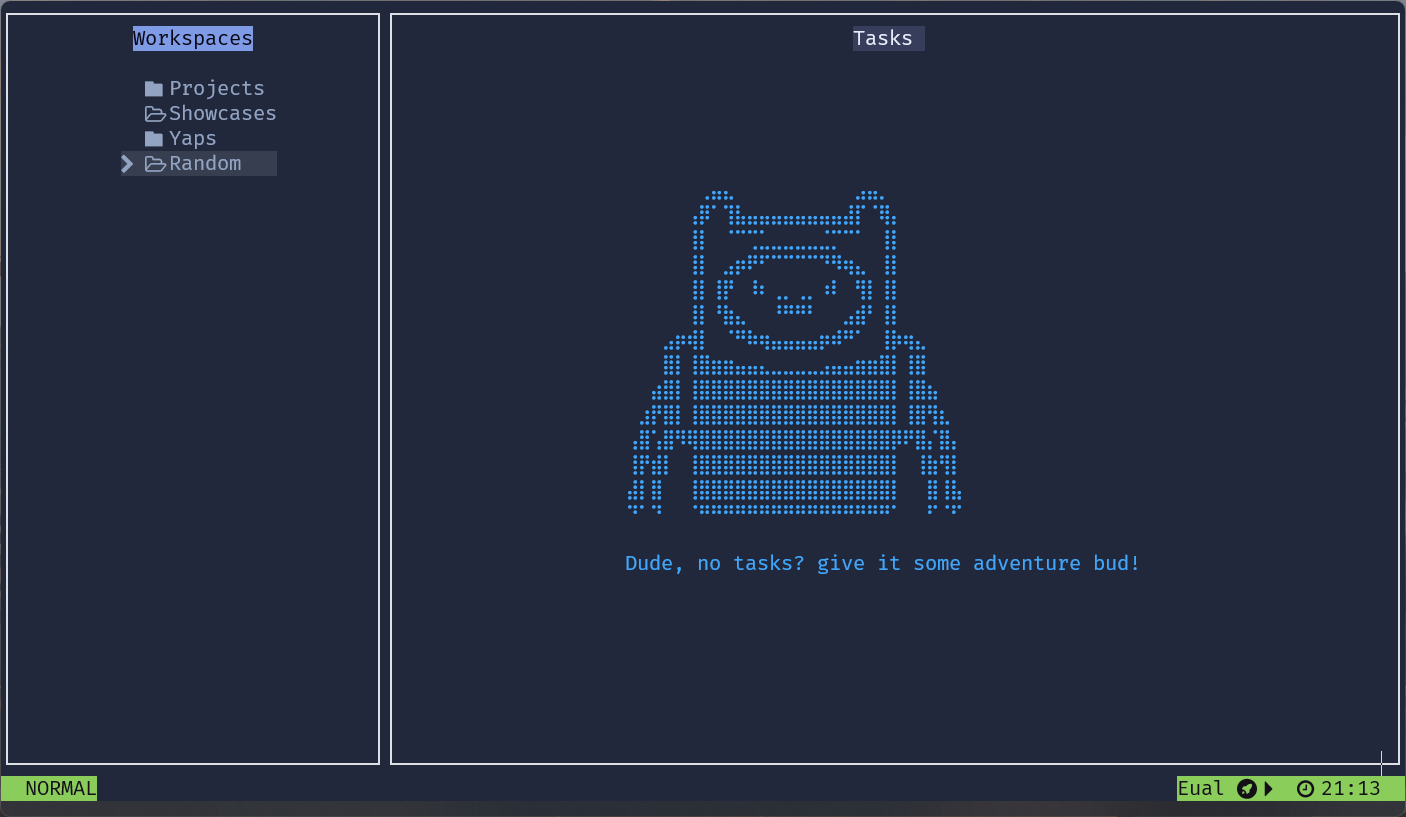 Workspaces
Projects
Showcases
Yaps
Random
Tasks
Dude, no tasks? give it some adventure bud!
NORMAL
Eual
21:13